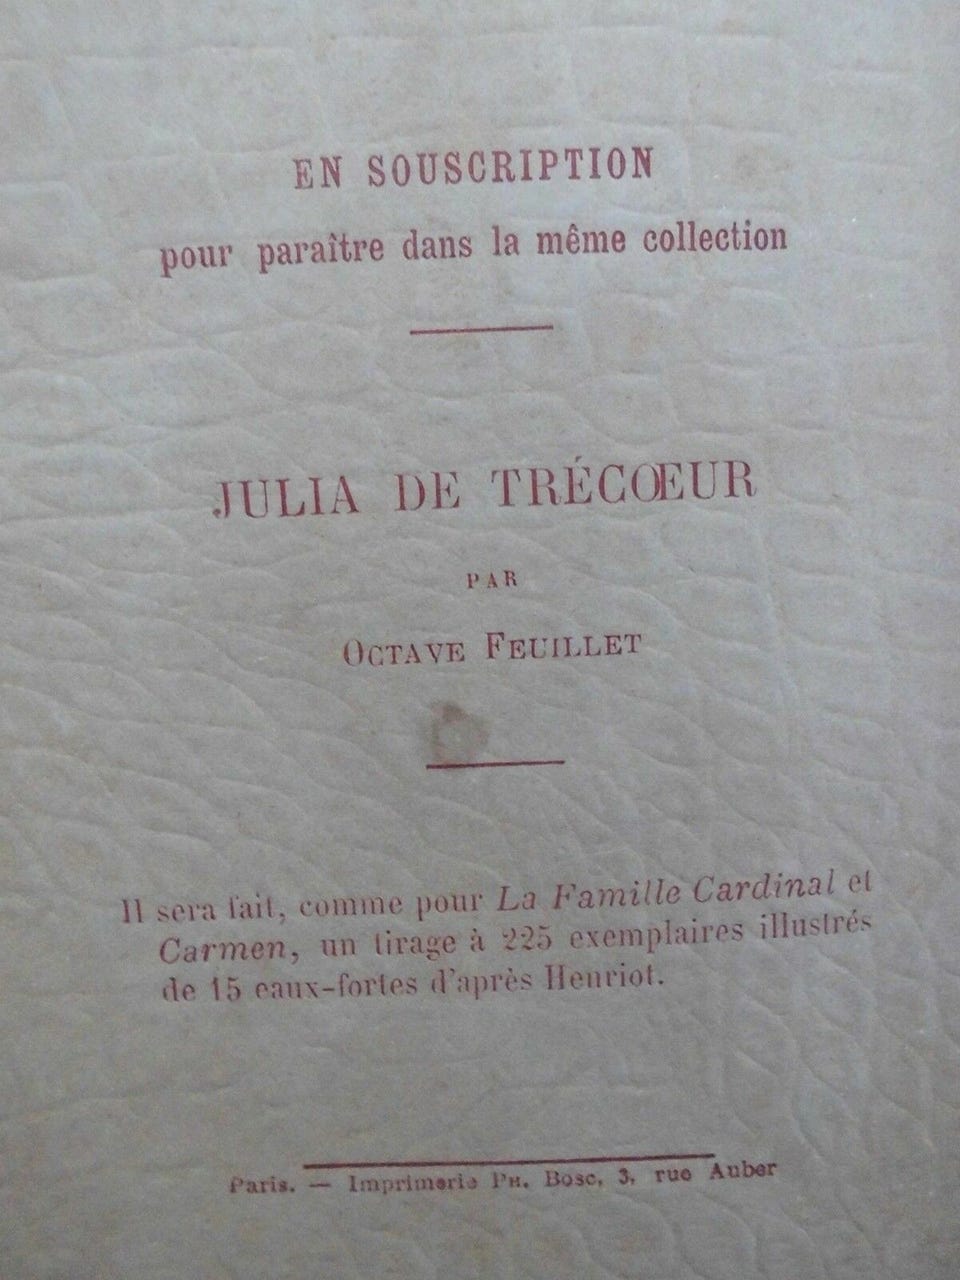 EN SOUSCRIPTION
pour paraître dans la même collection
JULIA DE TRÉCŒUR
PAR
OCTAVE FEUILLET
Il sera fait, comme pour La Famille Cardinal et
Carmen, un tirage à 225 exemplaires illustrés
de 15 eaux-fortes d'après Henriot.
Paris. — Imprimerie PH. Bosc, 3, rue Auber